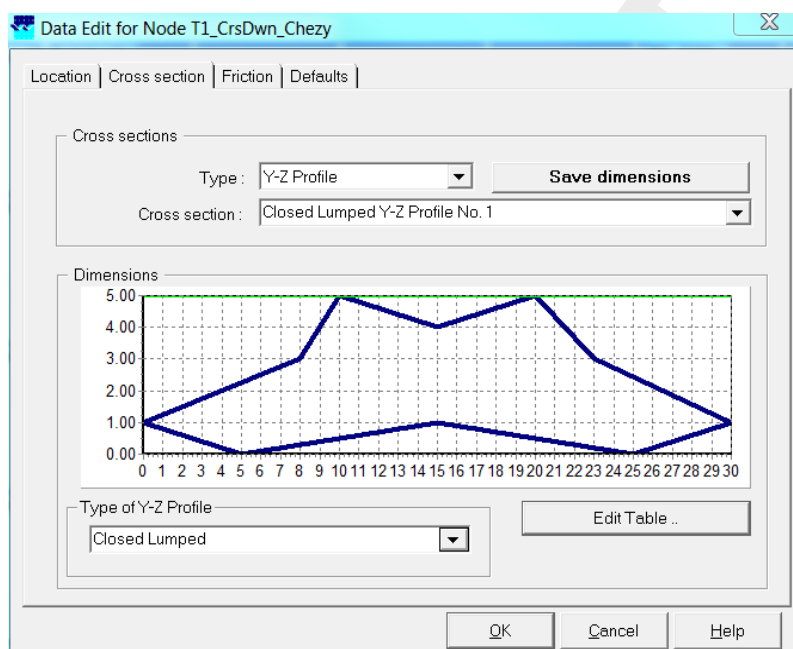 Data Edit for Node T1_CrsDwn_Chezy
Location Cross section Friction Defaults
Cross sections
Type : Y-Z Profile Save dimensions
Cross section : Closed Lumped Y-Z Profile No. 1
Dimensions
5.00
4.00
3.00
2.00
1.00
0.00
0 1 2 3 4 5 6 7 8 9 10 11 12 13 14 15 16 17 18 19 20 21 22 23 24 25 26 27 28 29 30
Type of Y-Z Profile
Closed Lumped
Edit Table ..
OK Cancel Help